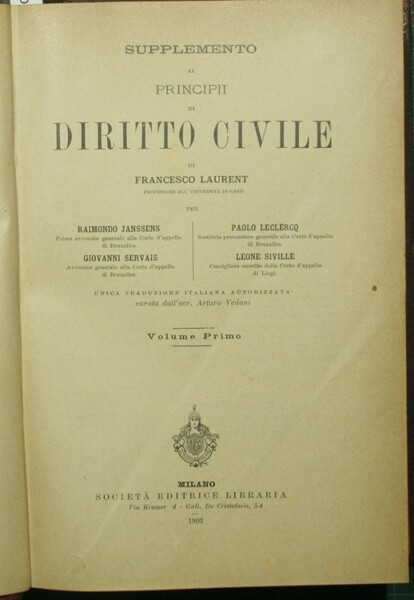 SUPPLEMENTO
AI
PRINCIPII
DI
DIRITTO CIVILE
DI
FRANCESCO LAURENT
PROFESSORE ALL' UNIVERSITÀ DI GAND
PER
RAIMONDO JANSSENS
Primo avvocato generale alla Corte d'appello
di Bruxelles.
GIOVANNI SERVAIS
Avvocato generale alla Corte d'appello
di Bruxelles.
PAOLO LECLERCQ
Sostituto procuratore generale alla Corte d'appello
di Bruxelles.
LEONE SIVILLE
Consigliere emerito della Corte d'appello
di Liegi.
UNICA TRADUZIONE ITALIANA AUTORIZZATA
curata dall'avv. Arturo Vedani
Volume Primo
MILANO
SOCIETÀ EDITRICE LIBRARIA
Via Kramer 4 - Gall. De Cristoforis, 54
1903